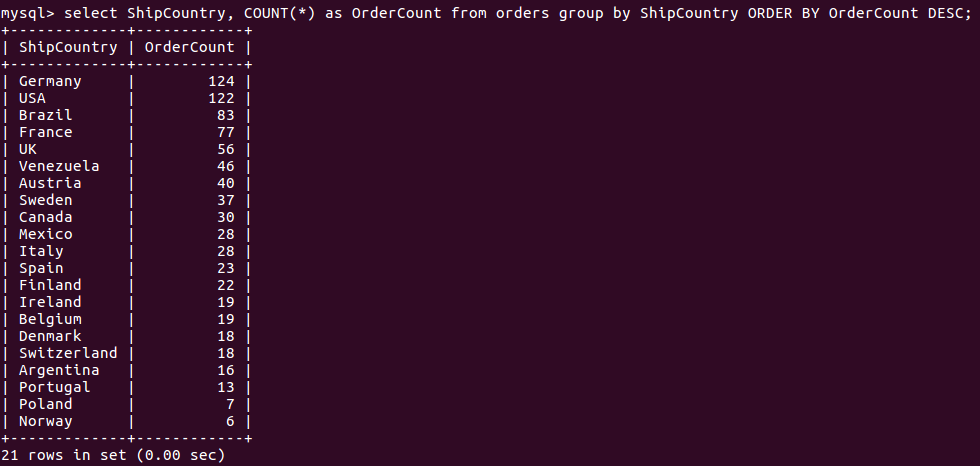 mysql> select ShipCountry, COUNT(*) as OrderCount from orders group by ShipCountry ORDER BY OrderCount DESC;
+-------------+------------+
| ShipCountry | OrderCount |
+-------------+------------+
| Germany     |        124 |
| USA         |        122 |
| Brazil      |         83 |
| France      |         77 |
| UK          |         56 |
| Venezuela   |         46 |
| Austria     |         40 |
| Sweden      |         37 |
| Canada      |         30 |
| Mexico      |         28 |
| Italy       |         28 |
| Spain       |         23 |
| Finland     |         22 |
| Ireland     |         19 |
| Belgium     |         19 |
| Denmark     |         18 |
| Switzerland |         18 |
| Argentina   |         16 |
| Portugal    |         13 |
| Poland      |          7 |
| Norway      |          6 |
+-------------+------------+
21 rows in set (0.00 sec)